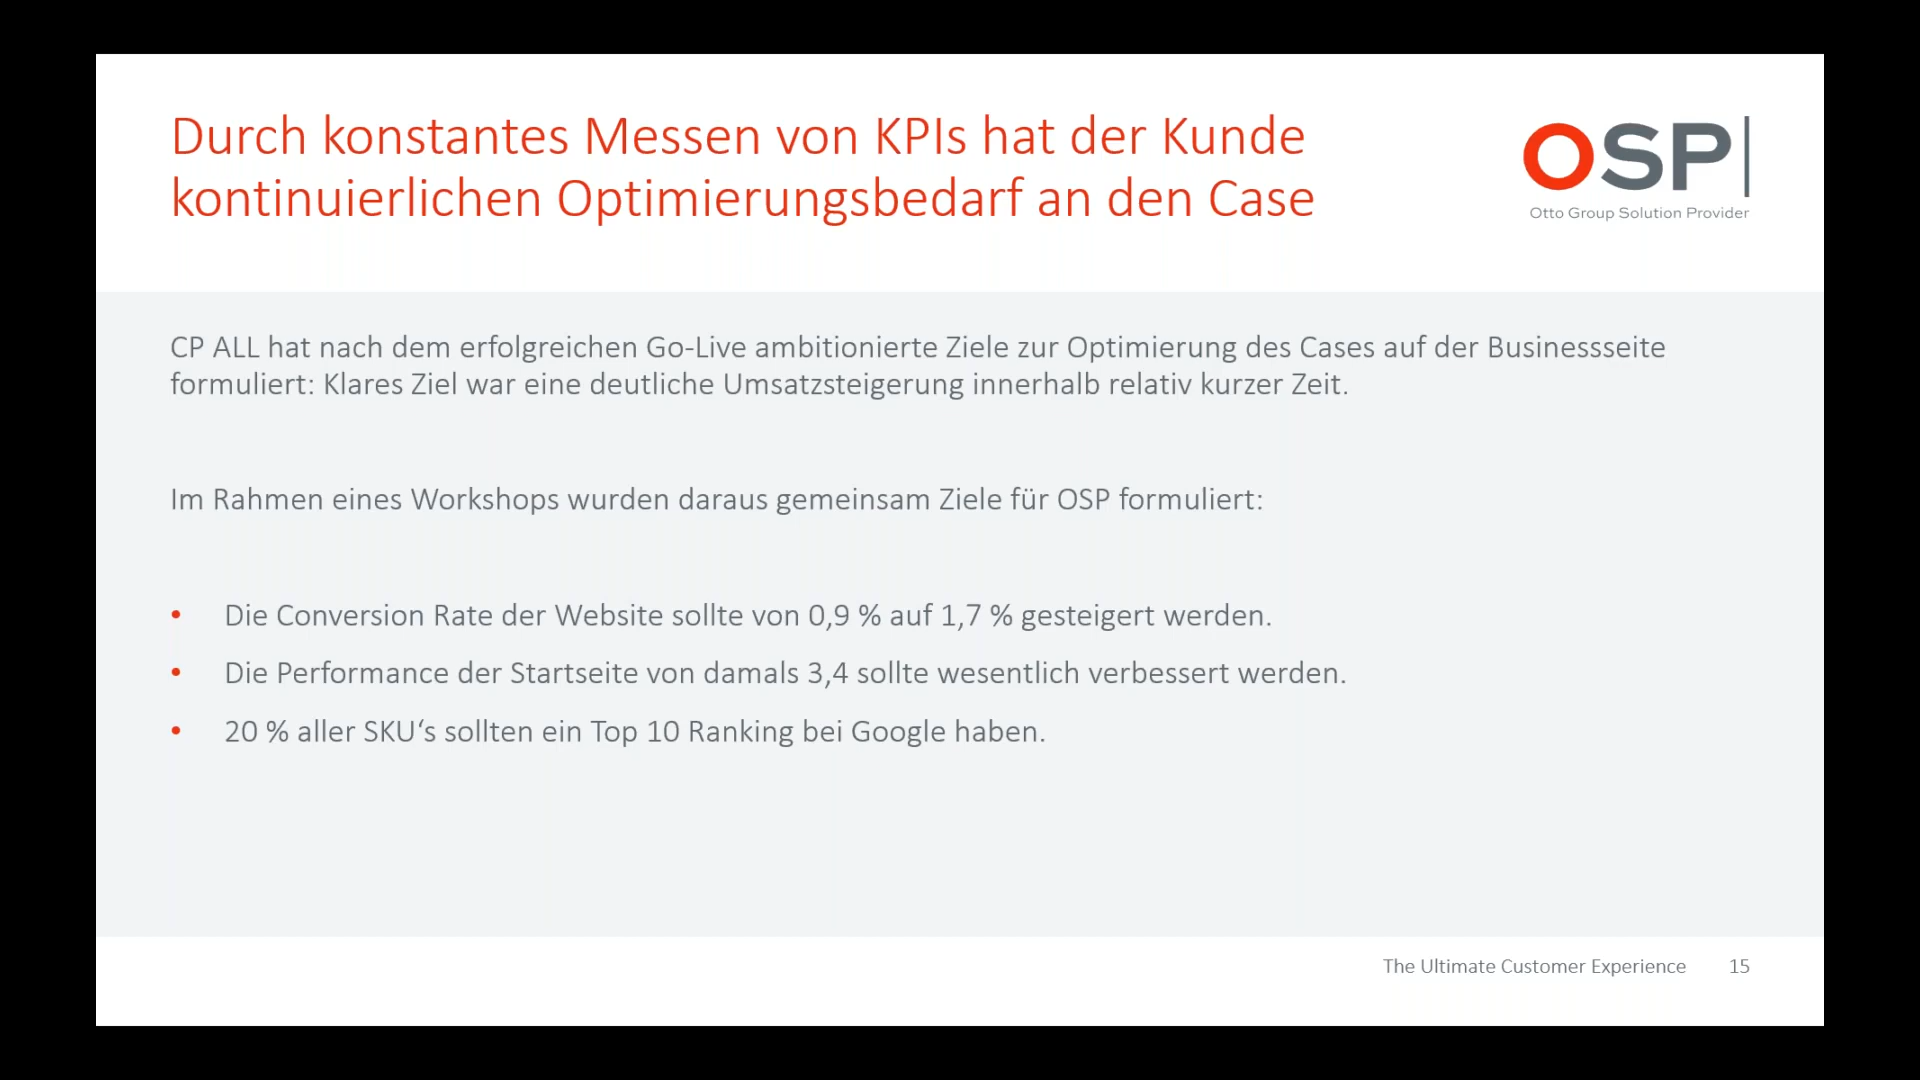 Durch konstantes Messen von KPIs hat der Kunde
kontinuierlichen Optimierungsbedarf an den Case
OSP
Otto Group Solution Provider
CP ALL hat nach dem erfolgreichen Go-Live ambitionierte Ziele zur Optimierung des Cases auf der Businessseite
formuliert: Klares Ziel war eine deutliche Umsatzsteigerung innerhalb relativ kurzer Zeit.
Im Rahmen eines Workshops wurden daraus gemeinsam Ziele für OSP formuliert:
• Die Conversion Rate der Website sollte von 0,9 % auf 1,7 % gesteigert werden.
• Die Performance der Startseite von damals 3,4 sollte wesentlich verbessert werden.
• 20 % aller SKU‘s sollten ein Top 10 Ranking bei Google haben.
The Ultimate Customer Experience 15